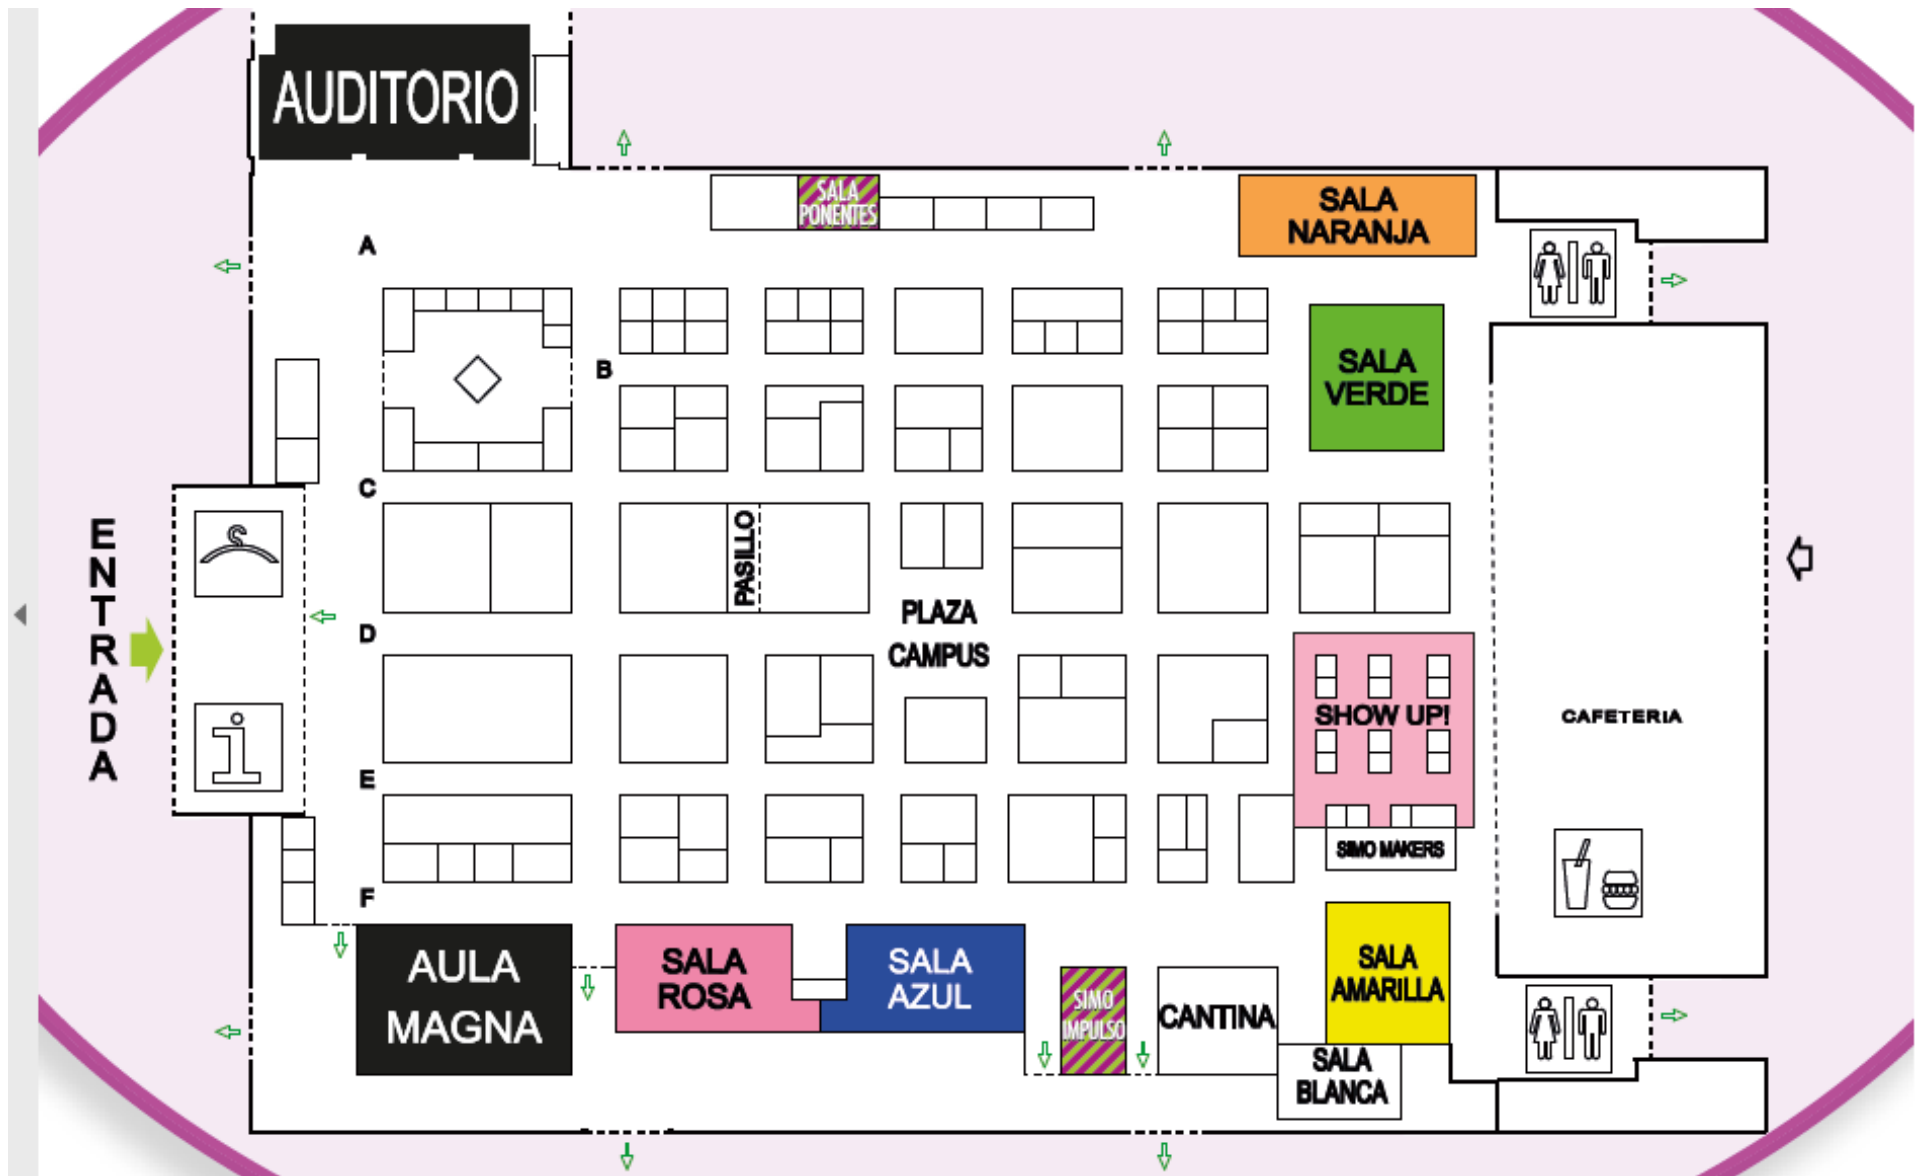 AUDITORIO
SALA
PONENTES
SALA
NARANJA
A
B
SALA
VERDE
C
ENTRADA
PASILLO
PLAZA
CAMPUS
D
SHOW UP!
CAFETERiA
E
SIMO MAKERS
F
AULA
MAGNA
SALA
ROSA
SALA
AZUL
SIMO
IMPULSO
CANTINA
SALA
AMARILLA
SALA
BLANCA